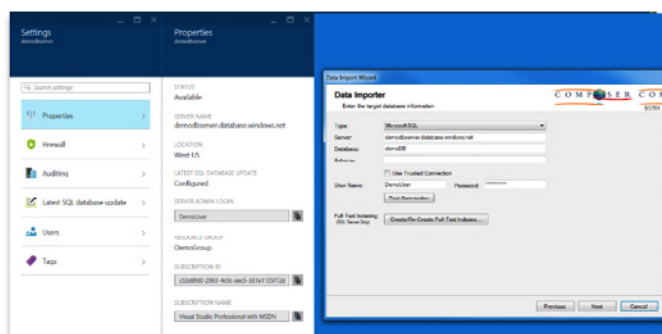 Settings
demodbserver
Search settings
Properties
Firewall
Auditing
Latest SQL database update
Users
Tags
Properties
demodbserver
STATUS
Available
SERVER NAME
demodbserver.database.windows.net
LOCATION
West US
LATEST SQL DATABASE UPDATE
Configured
SERVER ADMIN LOGIN
DemoUser
RESOURCE GROUP
DemoGroup
SUBSCRIPTION ID
SUBSCRIPTION NAME
Visual Studio Professional with MSDN
Data Import Wizard
Data Importer
Enter the target database information
COMPOSER CO
Type:
Microsoft SQL
Server:
demodbserver.database.windows.net
Database:
demoDB
Use Trusted Connection
User Name:
DemoUser
Password:
**********
Test Connection
Full-Text Indexing:
(SQL Server Only)
Create/Re-Create Full-Text Indexes...
Previous
Next
Cancel